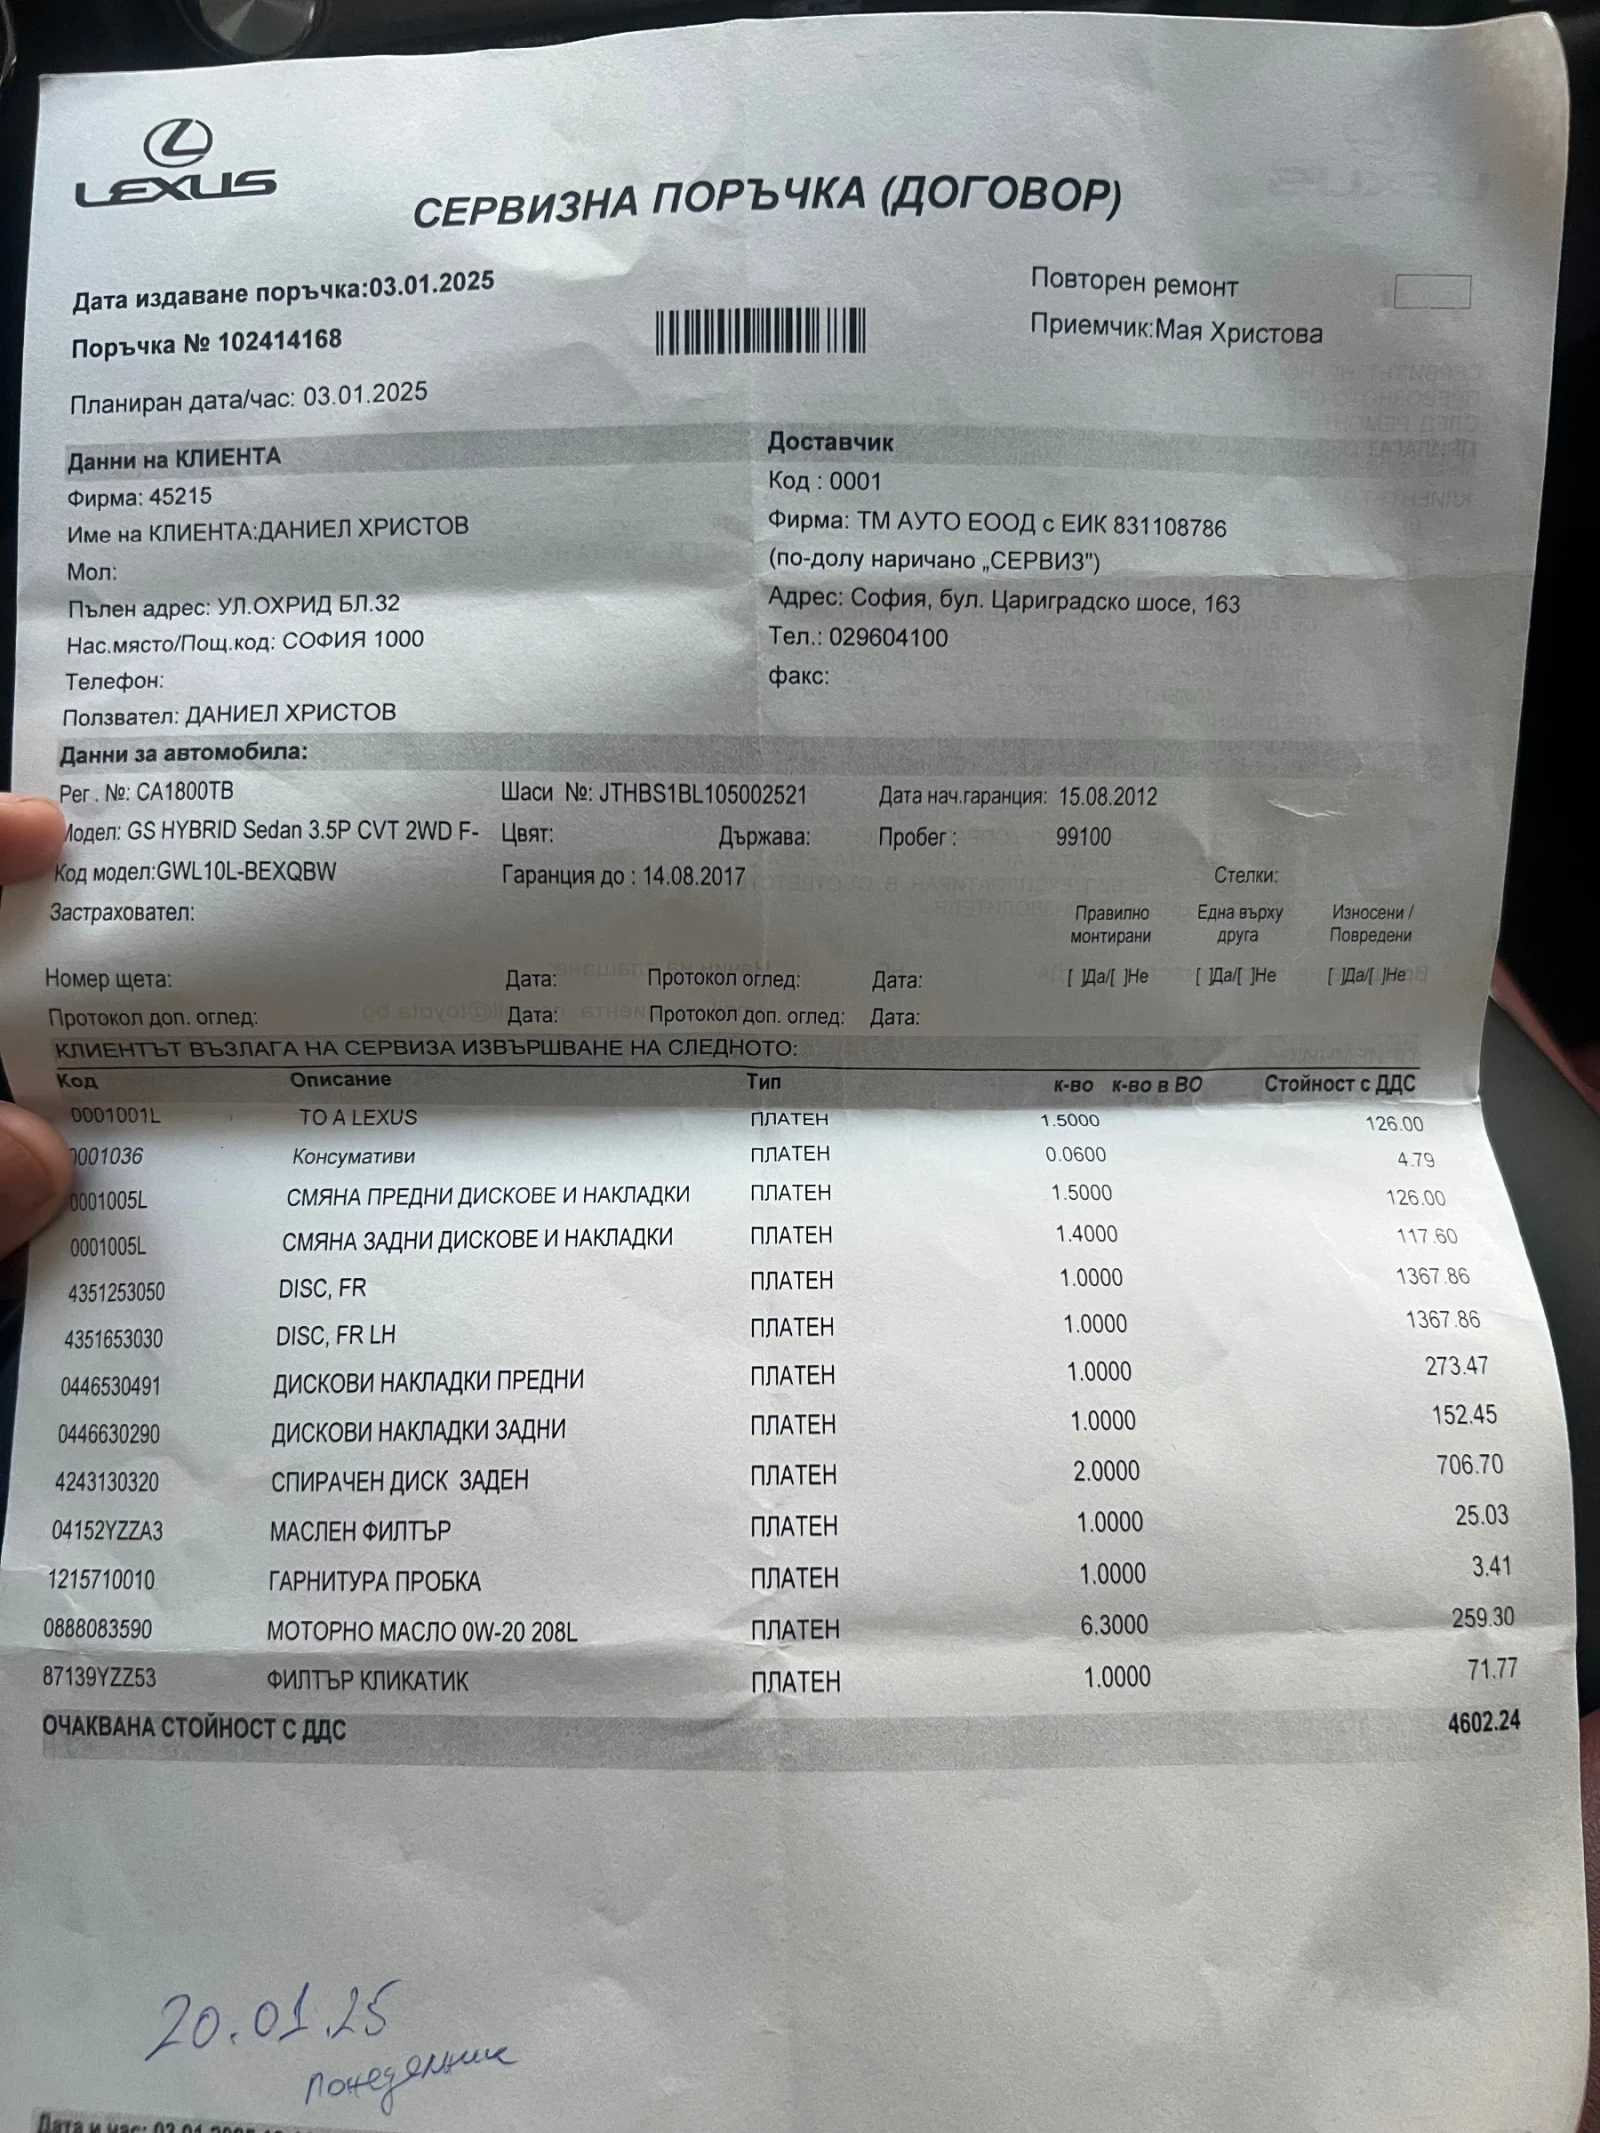 LEXUS
СЕРВИЗНА ПОРЪЧКА (ДОГОВОР)
Дата издаване поръчка:03.01.2025
Поръчка № 102414168
Повторен ремонт
Приемчик:Мая Христова
Планиран дата/час: 03.01.2025
Данни на КЛИЕНТА
Фирма: 45215
Име на КЛИЕНТА:ДАНИЕЛ ХРИСТОВ
Мол:
Пълен адрес: УЛ.ОХРИД БЛ.32
Нас.място/Пощ.код: СОФИЯ 1000
Телефон:
Ползвател: ДАНИЕЛ ХРИСТОВ
Доставчик
Код : 0001
Фирма: ТМ АУТО ЕООД с ЕИК 831108786
(по-долу наричано „СЕРВИЗ")
Адрес: София, бул. Цариградско шосе, 163
Тел.: 029604100
факс:
Данни за автомобила:
Рег . №: CA1800TB Шаси №: JTHBS1BL105002521 Дата нач.гаранция: 15.08.2012
Модел: GS HYBRID Sedan 3.5P CVT 2WD F- Цвят: Държава: Пробег : 99100
Код модел:GWL10L-BEXQBW Гаранция до : 14.08.2017 Стелки:
Застраховател: Правилно монтирани Една върху друга Износени / Повредени
Номер щета: Дата: Протокол оглед: Дата: [ ]Да/[ ]Не [ ]Да/[ ]Не [ ]Да/[ ]Не
Протокол доп. оглед: Дата: Протокол доп. оглед: Дата:
КЛИЕНТЪТ ВЪЗЛАГА НА СЕРВИЗА ИЗВЪРШВАНЕ НА СЛЕДНОТО:
Код Описание Тип к-во к-во в ВО Стойност с ДДС
0001001L TO A LEXUS ПЛАТЕН 1.5000 126.00
0001036 Консумативи ПЛАТЕН 0.0600 4.79
0001005L СМЯНА ПРЕДНИ ДИСКОВЕ И НАКЛАДКИ ПЛАТЕН 1.5000 126.00
0001005L СМЯНА ЗАДНИ ДИСКОВЕ И НАКЛАДКИ ПЛАТЕН 1.4000 117.60
4351253050 DISC, FR ПЛАТЕН 1.0000 1367.86
4351653030 DISC, FR LH ПЛАТЕН 1.0000 1367.86
0446530491 ДИСКОВИ НАКЛАДКИ ПРЕДНИ ПЛАТЕН 1.0000 273.47
0446630290 ДИСКОВИ НАКЛАДКИ ЗАДНИ ПЛАТЕН 1.0000 152.45
4243130320 СПИРАЧЕН ДИСК ЗАДЕН ПЛАТЕН 2.0000 706.70
04152YZZA3 МАСЛЕН ФИЛТЪР ПЛАТЕН 1.0000 25.03
1215710010 ГАРНИТУРА ПРОБКА ПЛАТЕН 1.0000 3.41
0888083590 МОТОРНО МАСЛО 0W-20 208L ПЛАТЕН 6.3000 259.30
87139YZZ53 ФИЛТЪР КЛИКАТИК ПЛАТЕН 1.0000 71.77
ОЧАКВАНА СТОЙНОСТ С ДДС 4602.24
20.01.25
понеделник
Дата и час: